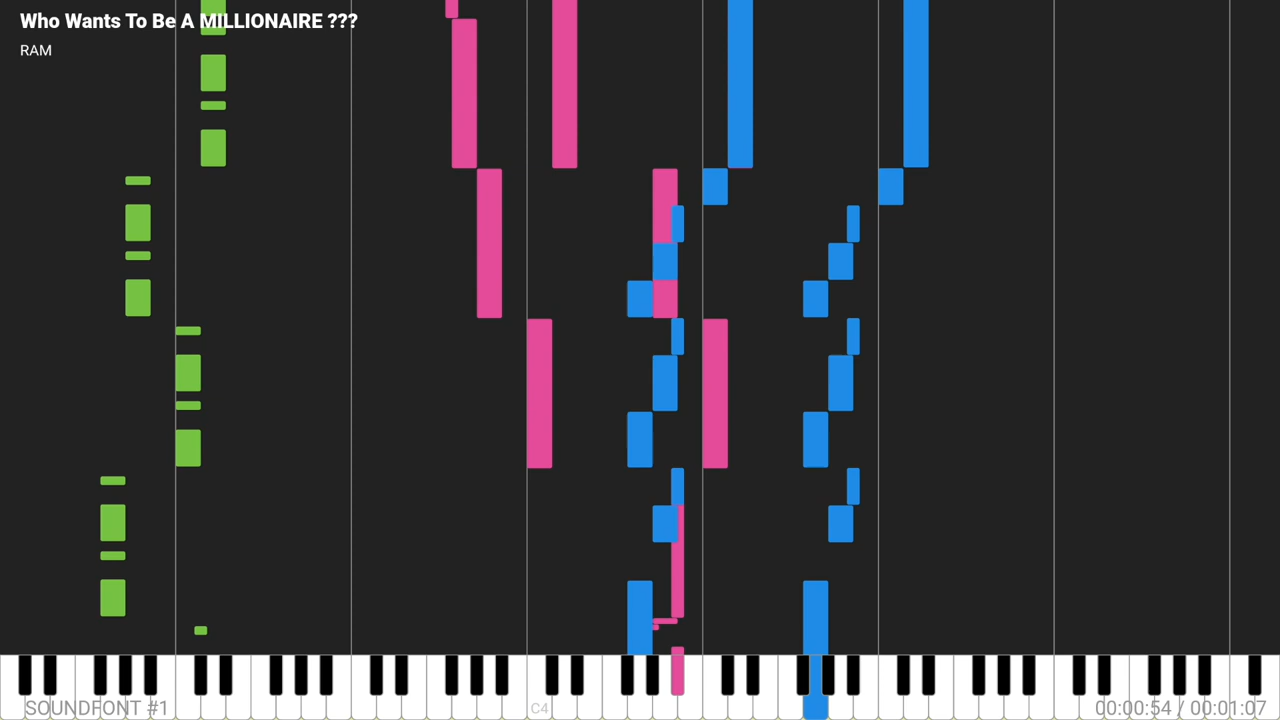 Who Wants To Be A MILLIONAIRE ???
RAM
SOUNDFONT #1
C4
00:00:54 / 00:01:07